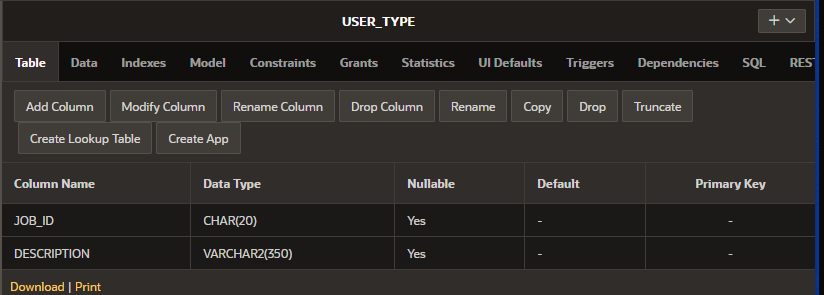 USER_TYPE
Table Data Indexes Model Constraints Grants Statistics UI Defaults Triggers Dependencies SQL REST
Add Column Modify Column Rename Column Drop Column Rename Copy Drop Truncate
Create Lookup Table Create App
Column Name Data Type Nullable Default Primary Key
JOB_ID CHAR(20) Yes - -
DESCRIPTION VARCHAR2(350) Yes - -
Download | Print